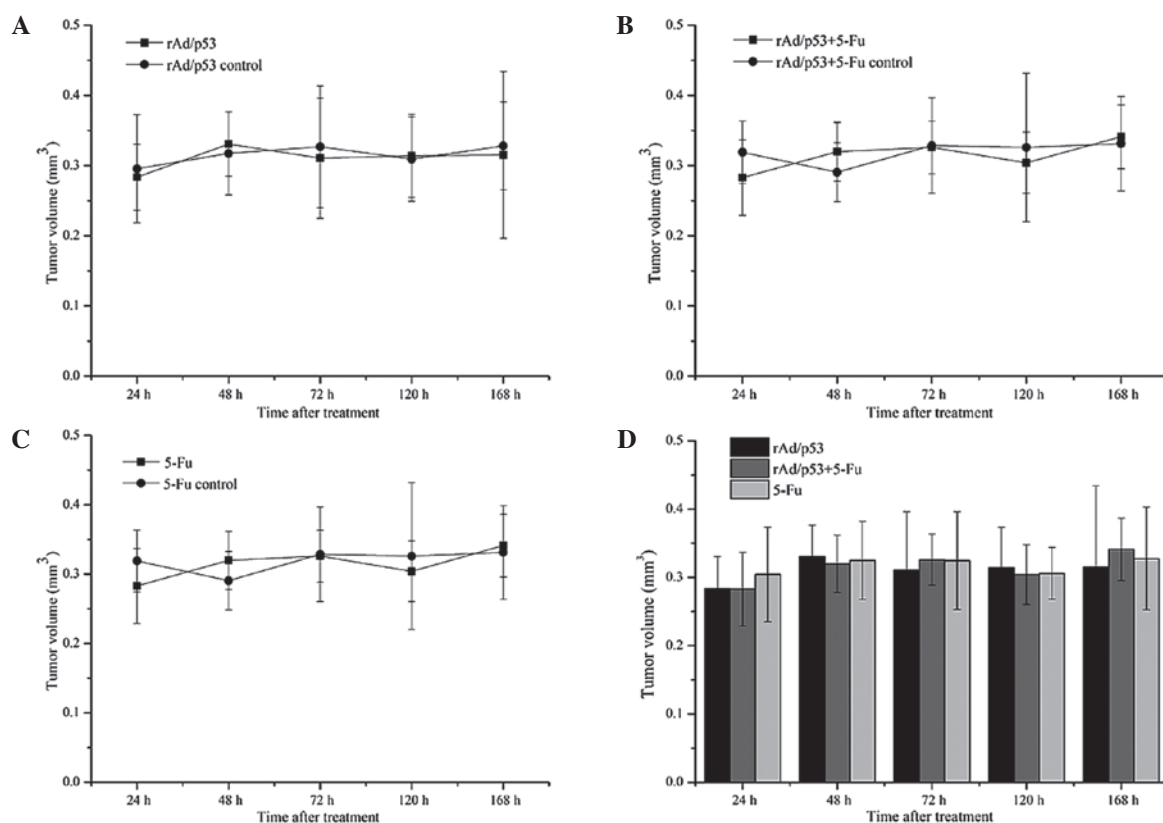 A
rAd/p53
rAd/p53 control
Tumor volume (mm3)
0.5
0.4
0.3
0.2
0.1
0.0
24 h 48 h 72 h 120 h 168 h
Time after treatment
B
rAd/p53+5-Fu
rAd/p53+5-Fu control
Tumor volume (mm3)
0.5
0.4
0.3
0.2
0.1
0.0
24 h 48 h 72 h 120 h 168 h
Time after treatment
C
5-Fu
5-Fu control
Tumor volume (mm3)
0.5
0.4
0.3
0.2
0.1
0.0
24 h 48 h 72 h 120 h 168 h
Time after treatment
D
rAd/p53
rAd/p53+5-Fu
5-Fu
Tumor volume (mm3)
0.5
0.4
0.3
0.2
0.1
0.0
24 h 48 h 72 h 120 h 168 h
Time after treatment